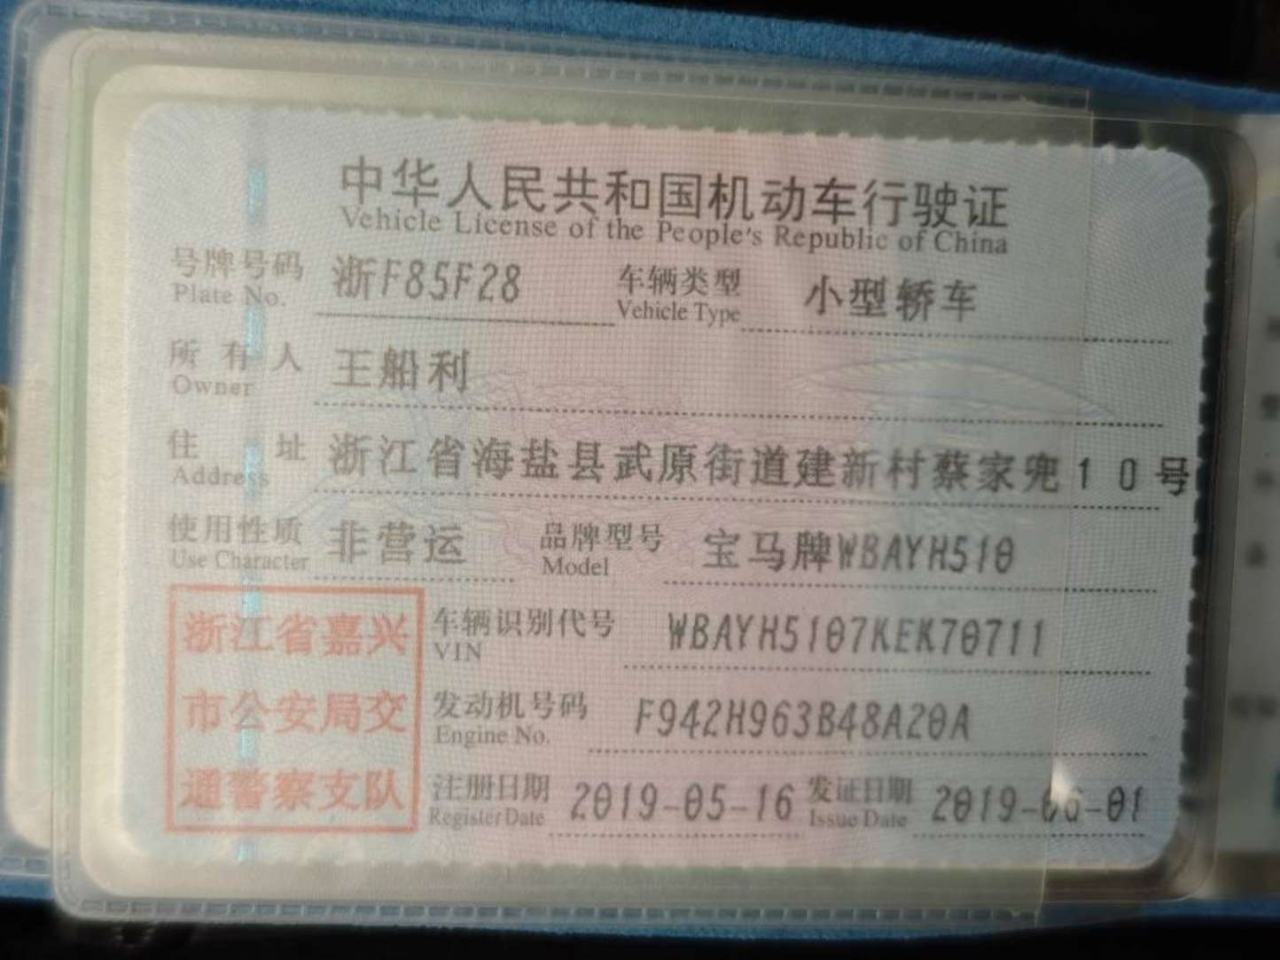 中华人民共和国机动车行驶证
Vehicle License of the People's Republic of China
号牌号码 浙F85F28 车辆类型 小型轿车
Plate No. Vehicle Type
所有人 王船利
Owner
住址 浙江省海盐县武原街道建新村蔡家兜10号
Address
使用性质 非营运 品牌型号 宝马牌WBAYH510
Use Character Model
浙江省嘉兴
市公安局交
通警察支队
车辆识别代号 WBAYH5107KEK70711
VIN
发动机号码 F942H963B48A20A
Engine No.
注册日期 2019-05-16 发证日期 2019-06-01
Register Date Issue Date